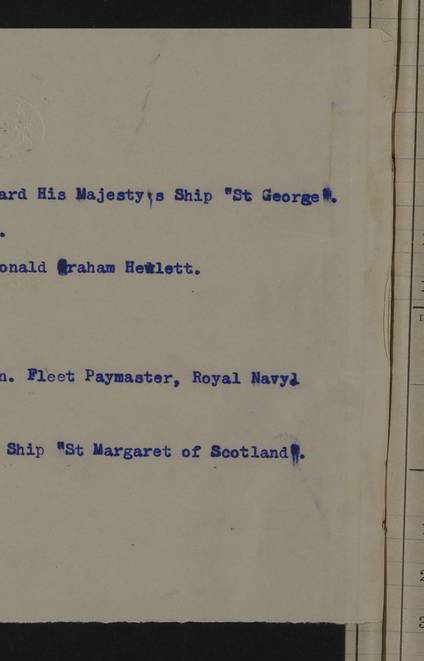 ard His Majesty,s Ship "St George".
.
onald Graham Hewlett.
n. Fleet Paymaster, Royal Navy.
Ship "St Margaret of Scotland".